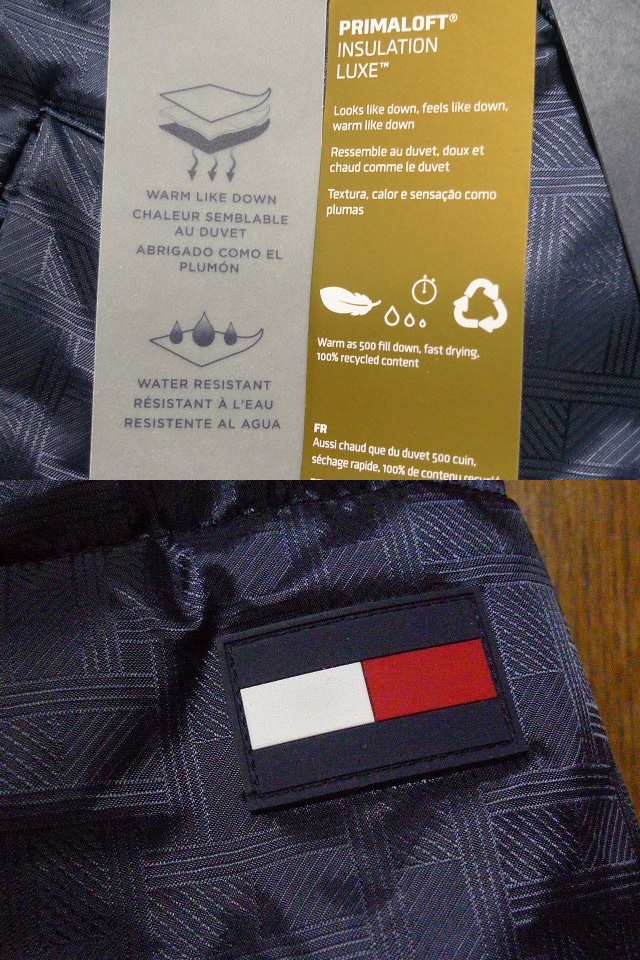 WARM LIKE DOWN
CHALEUR SEMBLABLE
AU DUVET
ABRIGADO COMO EL
PLUMÓN
WATER RESISTANT
RÉSISTANT À L'EAU
RESISTENTE AL AGUA
PRIMALOFT®
INSULATION
LUXE™
Looks like down, feels like down,
warm like down
Ressemble au duvet, doux et
chaud comme le duvet
Textura, calor e sensação como
plumas
Warm as 500 fill down, fast drying,
100% recycled content
FR
Aussi chaud que du duvet 500 cuin,
séchage rapide, 100% de contenu recyclé